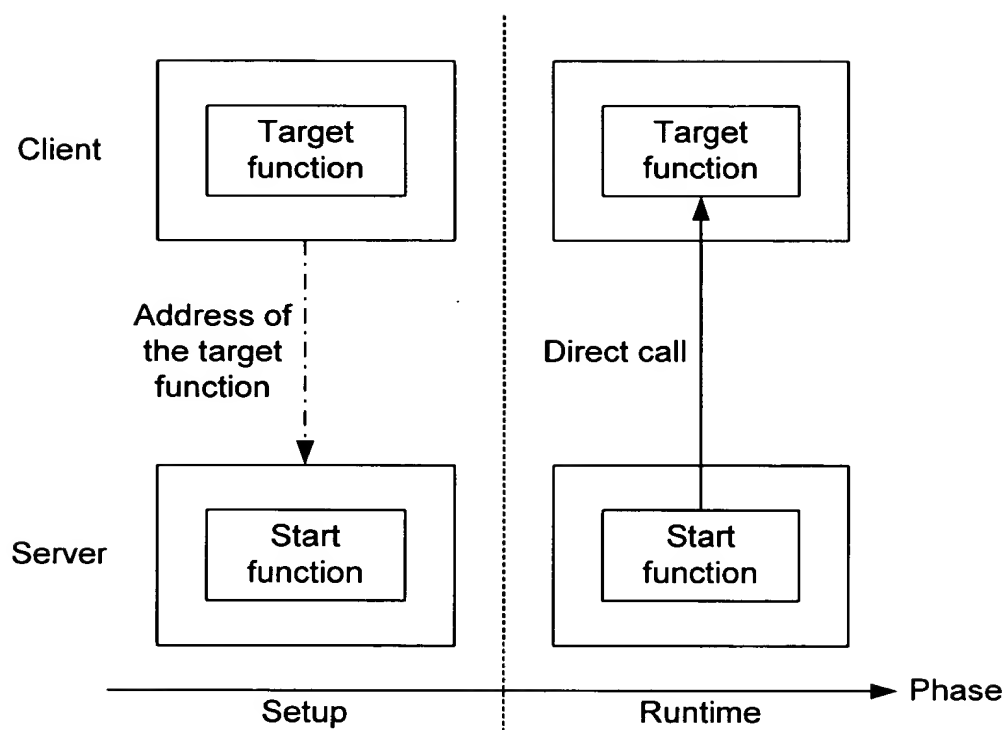 Client
Target
function
Target
function
Address of
the target
function
Direct call
Server
Start
function
Start
function
Setup
Runtime
Phase